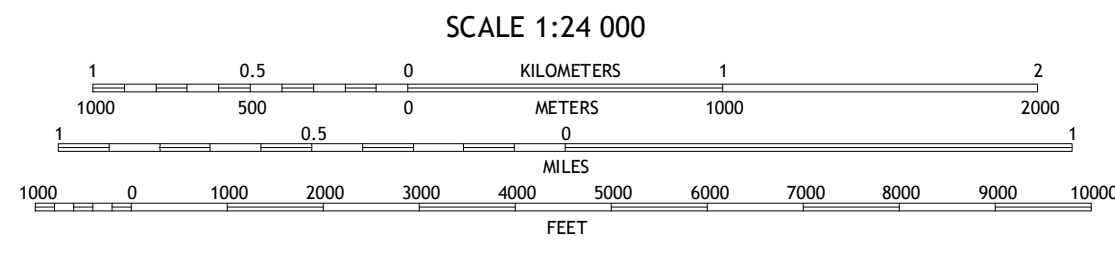 SCALE 1:24 000
1 0.5 0 KILOMETERS 1 2
1000 500 0 METERS 1000 2000
1 0.5 0 1
MILES
1000 0 1000 2000 3000 4000 5000 6000 7000 8000 9000 10000
FEET